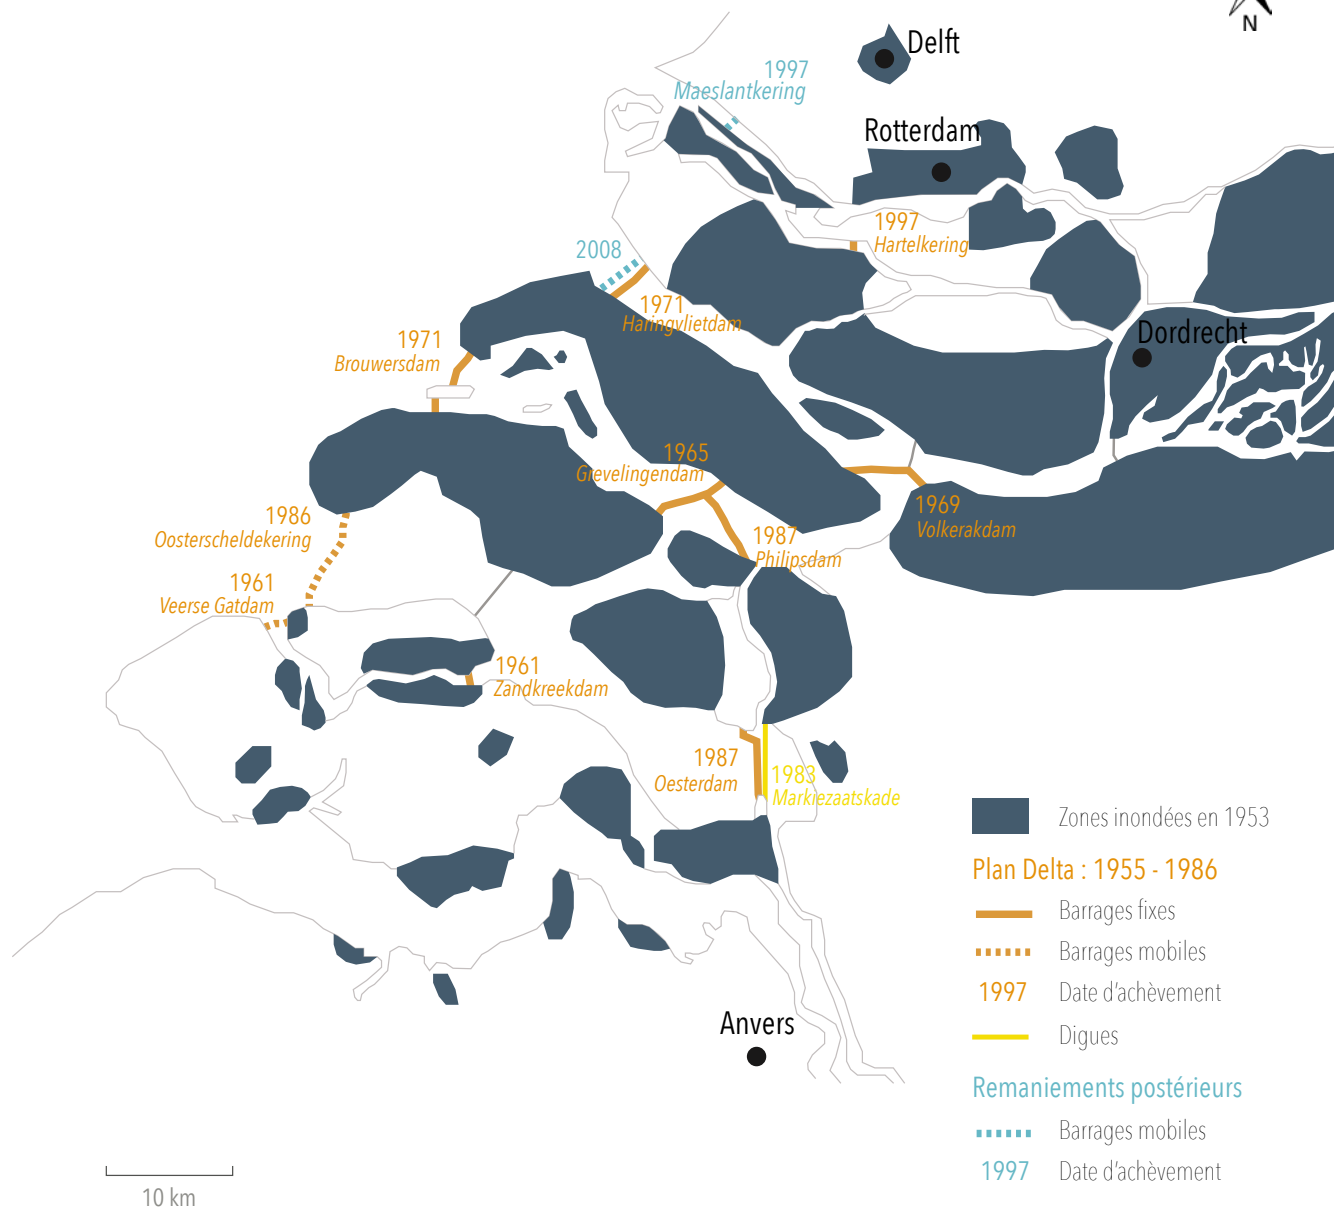 N
Delft
1997
Maeslantkering
Rotterdam
1997
Hartelkering
2008
1971
Haringvlietdam
1971
Brouwersdam
Dordrecht
1965
Grevelingendam
1969
Volkerakdam
1986
Oosterscheldekering
1987
Philipsdam
1961
Veerse Gatdam
1961
Zandkreekdam
1987
Oesterdam
1983
Markiezaatskade
Anvers
10 km
Zones inondées en 1953
Plan Delta : 1955 - 1986
Barrages fixes
Barrages mobiles
1997 Date d'achèvement
Digues
Remaniements postérieurs
Barrages mobiles
1997 Date d'achèvement